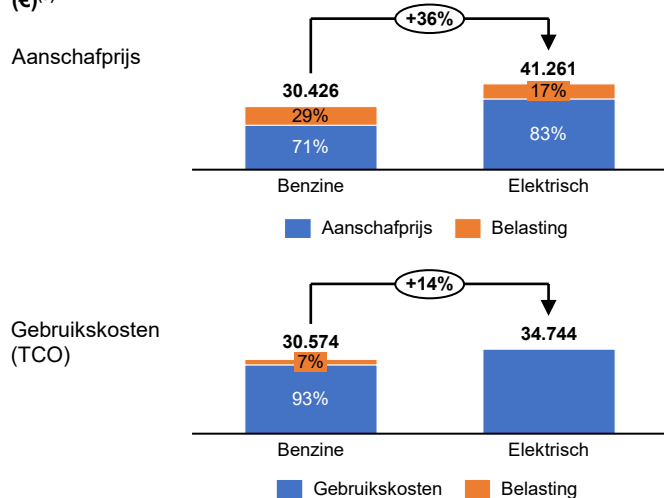 (€)
Aanschafprijs
+36%
30.426
41.261
29%
17%
71%
83%
Benzine
Elektrisch
Aanschafprijs
Belasting
Gebruikskosten
(TCO)
+14%
30.574
34.744
7%
93%
Benzine
Elektrisch
Gebruikskosten
Belasting